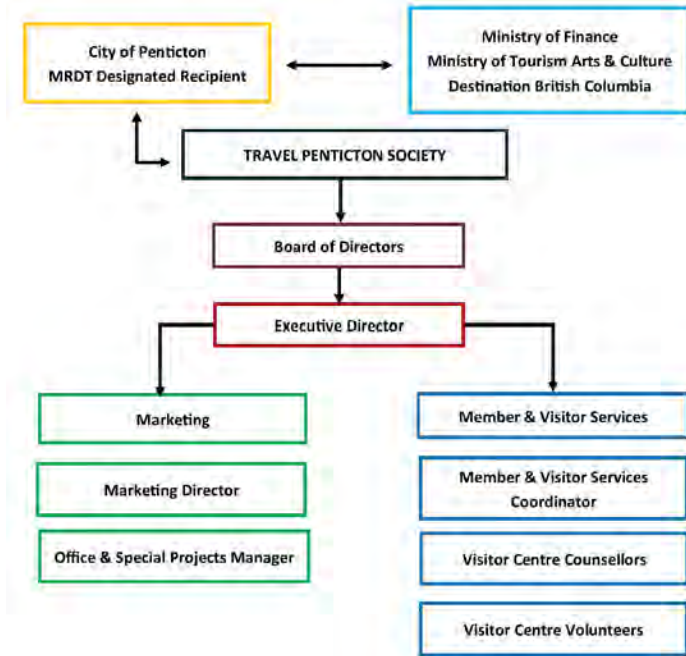 City of Penticton
MRDT Designated Recipient
Ministry of Finance
Ministry of Tourism Arts & Culture
Destination British Columbia
TRAVEL PENTICTON SOCIETY
Board of Directors
Executive Director
Marketing
Marketing Director
Office & Special Projects Manager
Member & Visitor Services
Member & Visitor Services
Coordinator
Visitor Centre Counsellors
Visitor Centre Volunteers